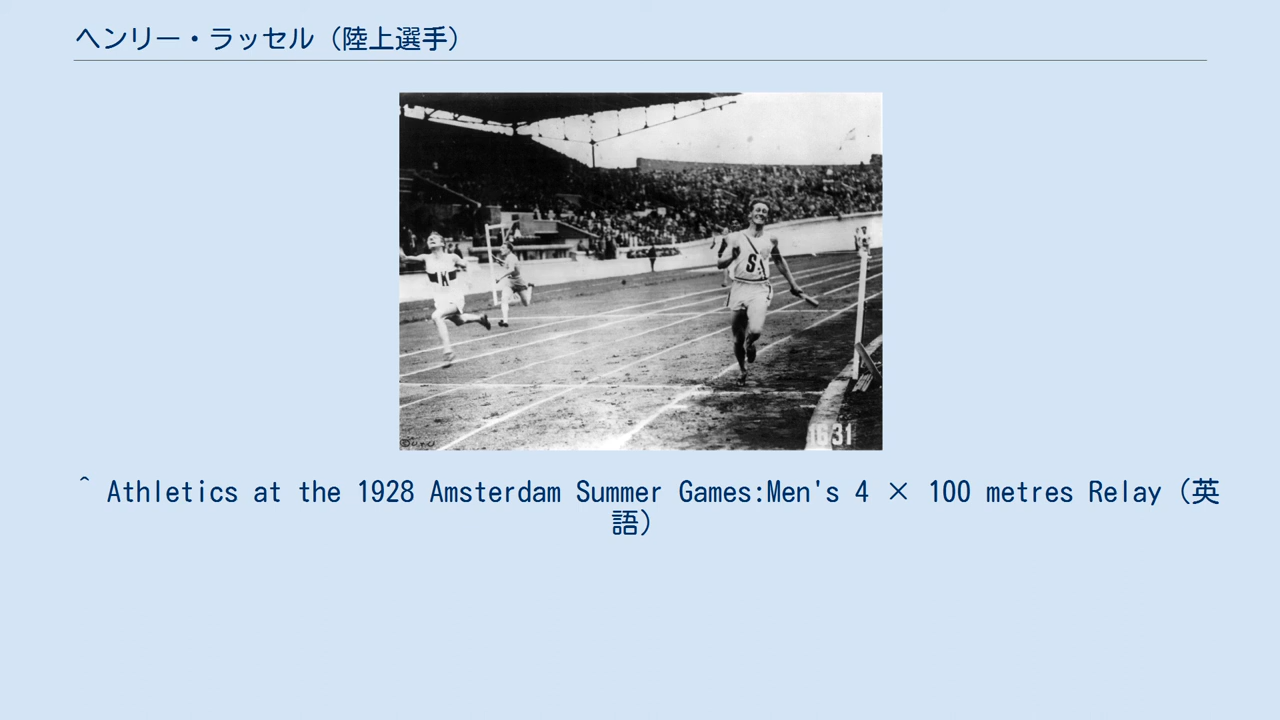 ヘンリー・ラッセル（陸上選手）
1631
^ Athletics at the 1928 Amsterdam Summer Games:Men's 4 × 100 metres Relay（英
語）